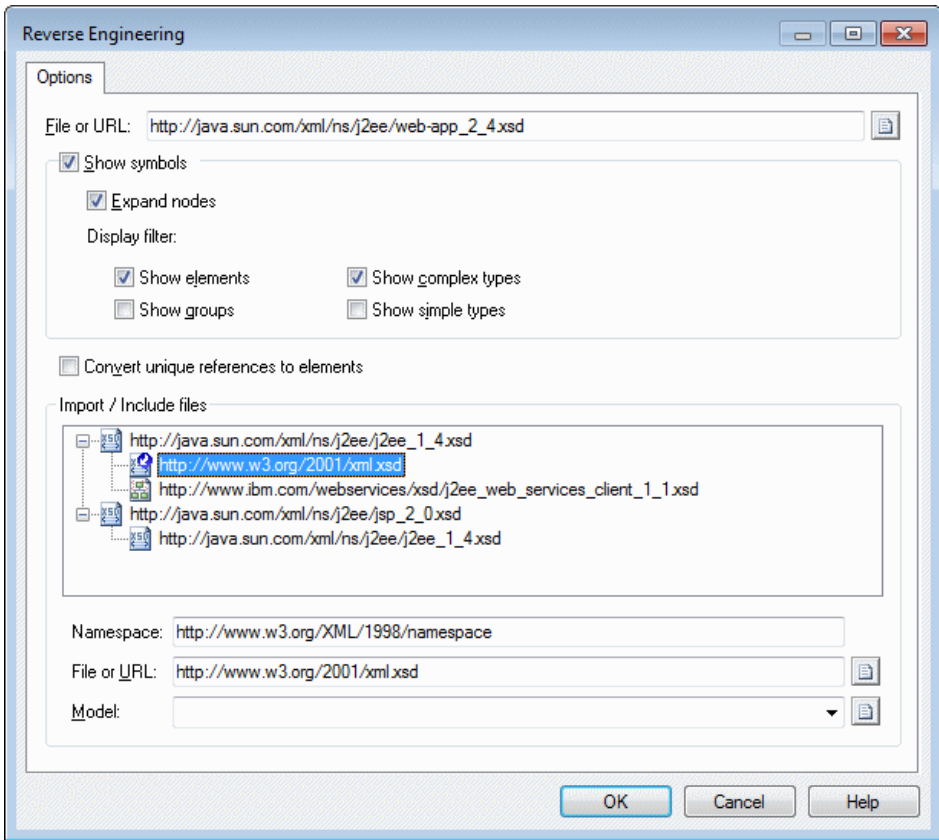 Reverse Engineering
Options
File or URL: http://java.sun.com/xml/ns/j2ee/web-app_2_4.xsd
Show symbols
Expand nodes
Display filter:
Show elements Show complex types
Show groups Show simple types
Convert unique references to elements
Import / Include files
http://java.sun.com/xml/ns/j2ee/j2ee_1_4.xsd
http://www.w3.org/2001/xml.xsd
http://www.ibm.com/webservices/xsd/j2ee_web_services_client_1_1.xsd
http://java.sun.com/xml/ns/j2ee/jsp_2_0.xsd
http://java.sun.com/xml/ns/j2ee/j2ee_1_4.xsd
Namespace: http://www.w3.org/XML/1998/namespace
File or URL: http://www.w3.org/2001/xml.xsd
Model:
OK Cancel Help